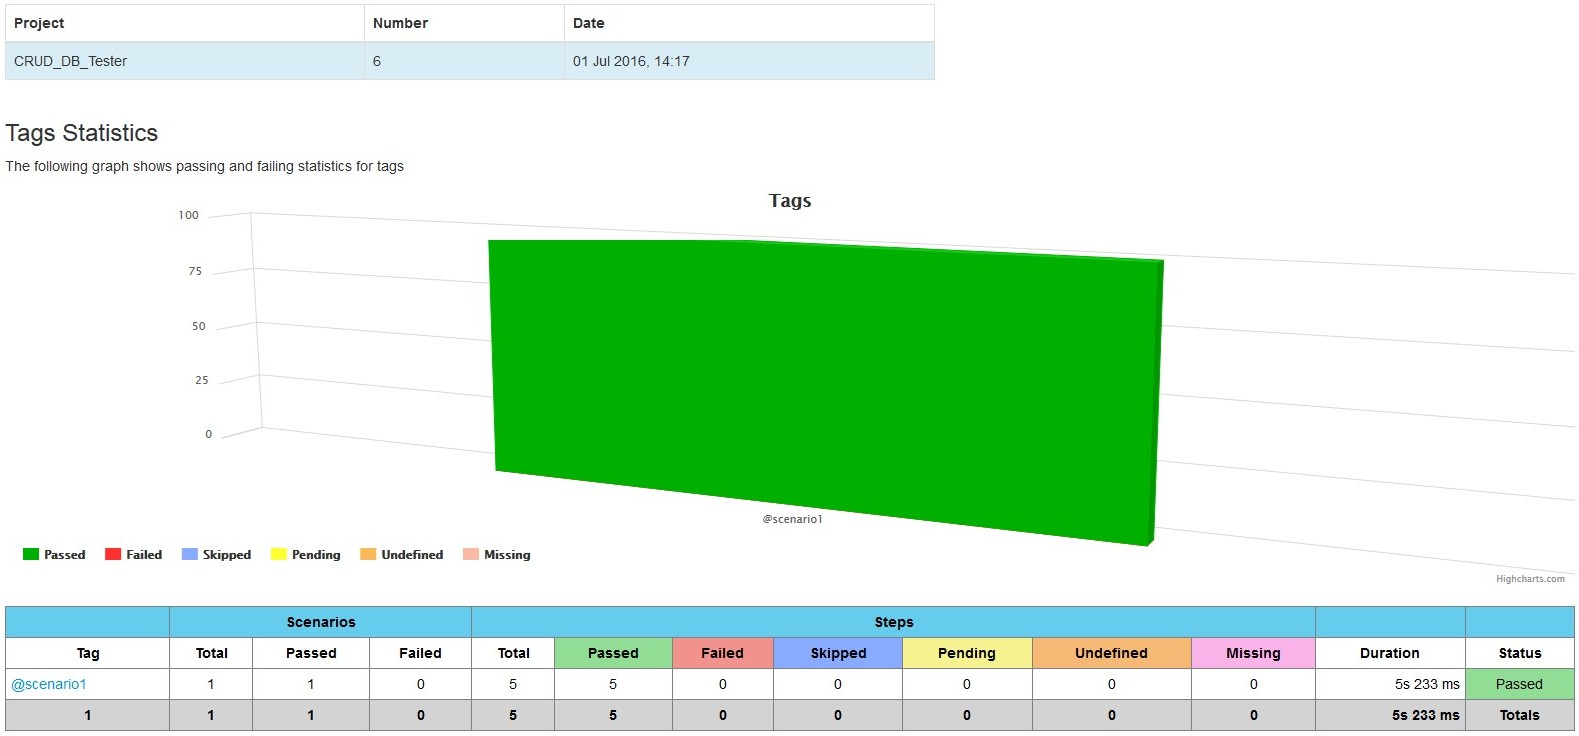 Project Number Date
CRUD_DB_Tester 6 01 Jul 2016, 14:17
Tags Statistics
The following graph shows passing and failing statistics for tags
Tags
100
75
50
25
0
@scenario1
Passed Failed Skipped Pending Undefined Missing
Highcharts.com
Scenarios Steps
Tag Total Passed Failed Total Passed Failed Skipped Pending Undefined Missing Duration Status
@scenario1 1 1 0 5 5 0 0 0 0 0 5s 233 ms Passed
1 1 1 0 5 5 0 0 0 0 0 5s 233 ms Totals